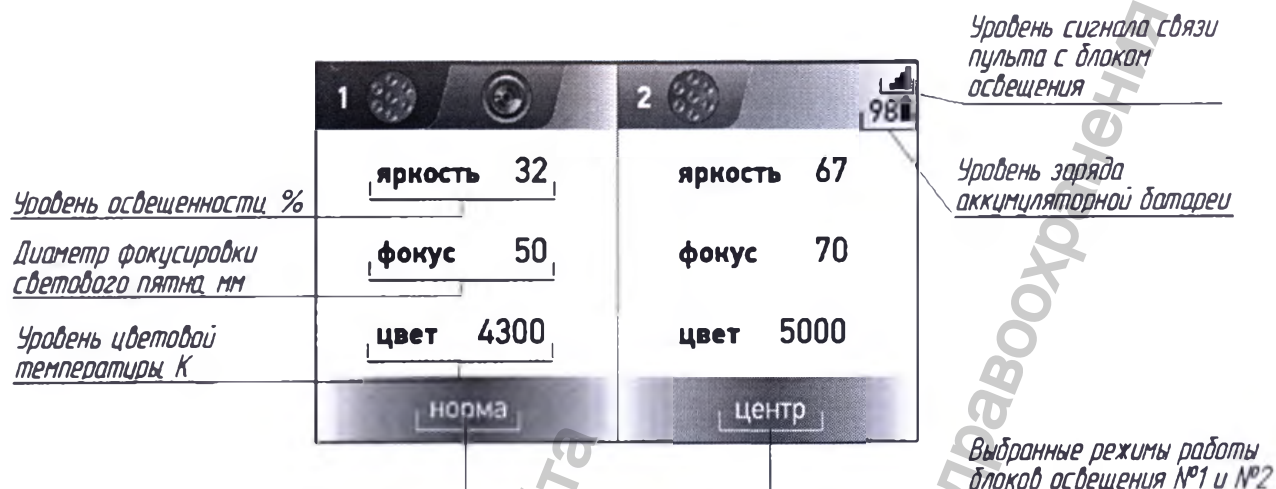 Уровень сигнала связи
пульта с блоком
освещения
1
2
98
яркость 32
яркость 67
Уровень заряда
аккумуляторной батареи
Уровень освещенности, %
фокус 50
фокус 70
Диаметр фокусировки
светового пятна, мм
цвет 4300
цвет 5000
Уровень цветовой
температуры, К
норма
центр
Выбранные режимы работы
блоков освещения №1 и №2